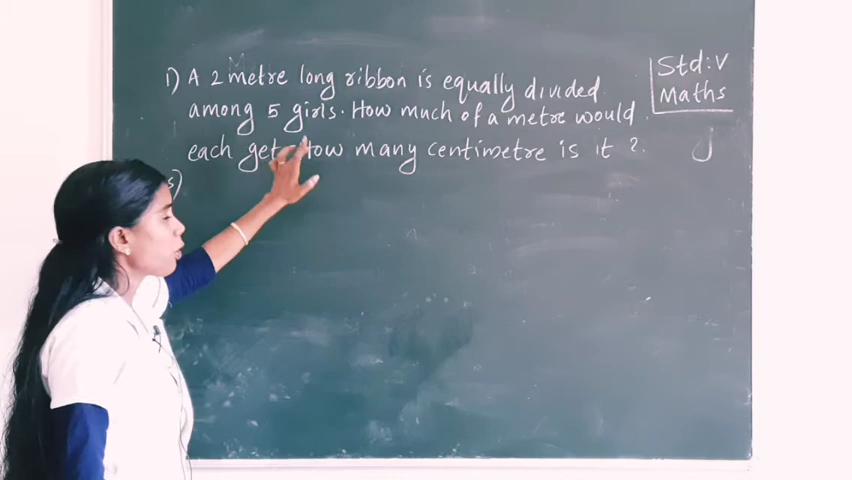 1) A 2 metre long ribbon is equally divided
among 5 girls. How much of a metre would
each get How many centimetre is it ?
Std: V
Maths